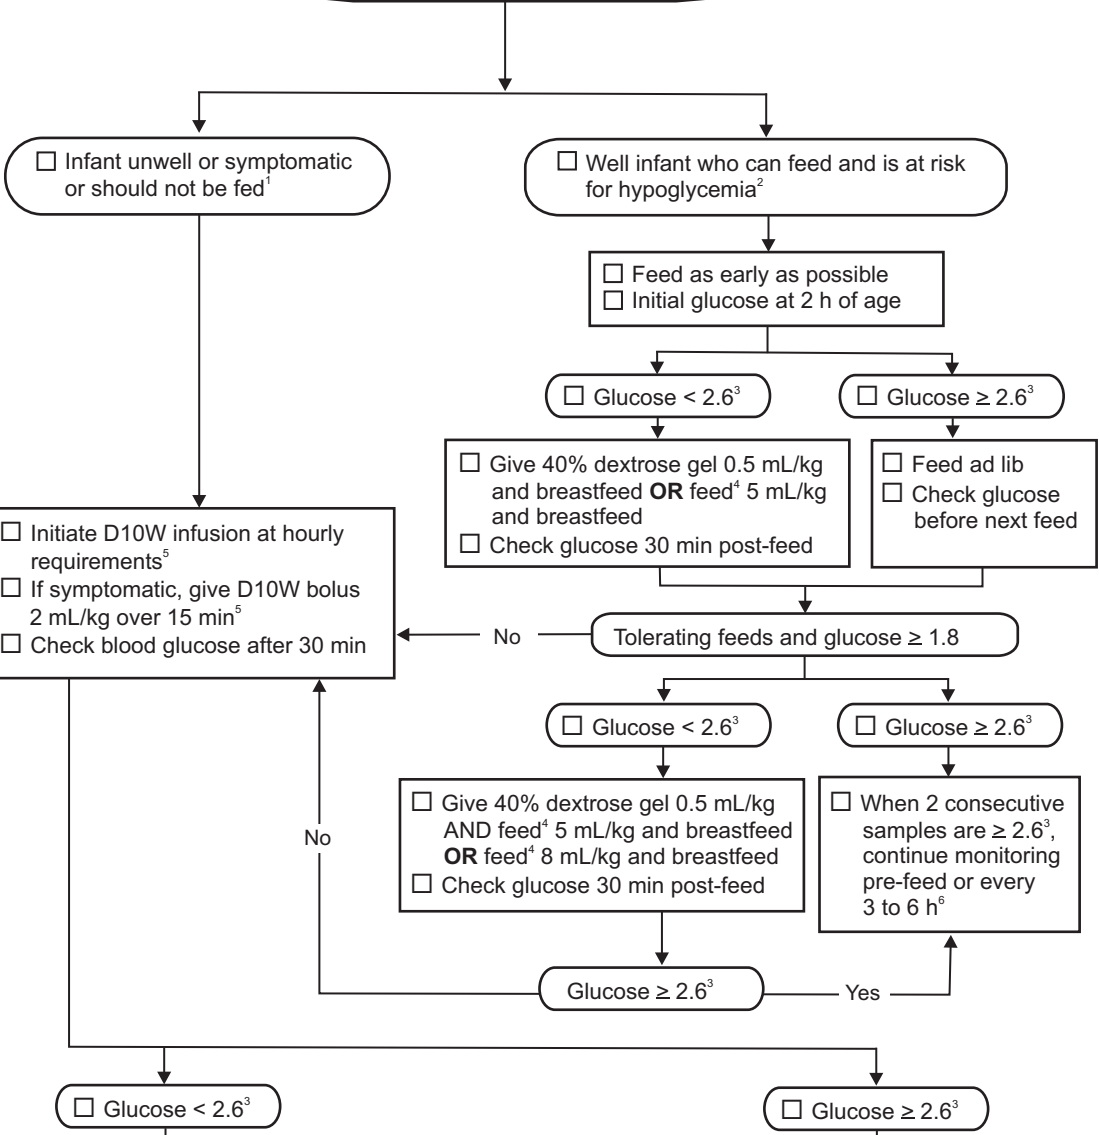 ☐ Infant unwell or symptomatic
or should not be fed¹
☐ Well infant who can feed and is at risk
for hypoglycemia²
☐ Feed as early as possible
☐ Initial glucose at 2 h of age
☐ Glucose < 2.6³
☐ Glucose ≥ 2.6³
☐ Give 40% dextrose gel 0.5 mL/kg
and breastfeed OR feed⁴ 5 mL/kg
and breastfeed
☐ Check glucose 30 min post-feed
☐ Feed ad lib
☐ Check glucose
before next feed
☐ Initiate D10W infusion at hourly
requirements⁵
☐ If symptomatic, give D10W bolus
2 mL/kg over 15 min⁵
☐ Check blood glucose after 30 min
No
Tolerating feeds and glucose ≥ 1.8
☐ Glucose < 2.6³
☐ Glucose ≥ 2.6³
☐ Give 40% dextrose gel 0.5 mL/kg
AND feed⁴ 5 mL/kg and breastfeed
OR feed⁴ 8 mL/kg and breastfeed
☐ Check glucose 30 min post-feed
☐ When 2 consecutive
samples are ≥ 2.6³,
continue monitoring
pre-feed or every
3 to 6 h⁶
No
Glucose ≥ 2.6³
Yes
☐ Glucose < 2.6³
☐ Glucose ≥ 2.6³